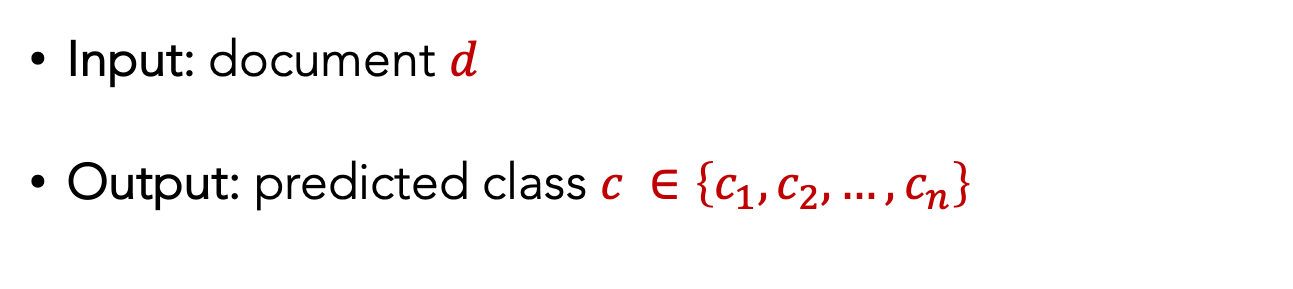 • Input: document d
• Output: predicted class c ∈ {c₁, c₂, … , cₙ}